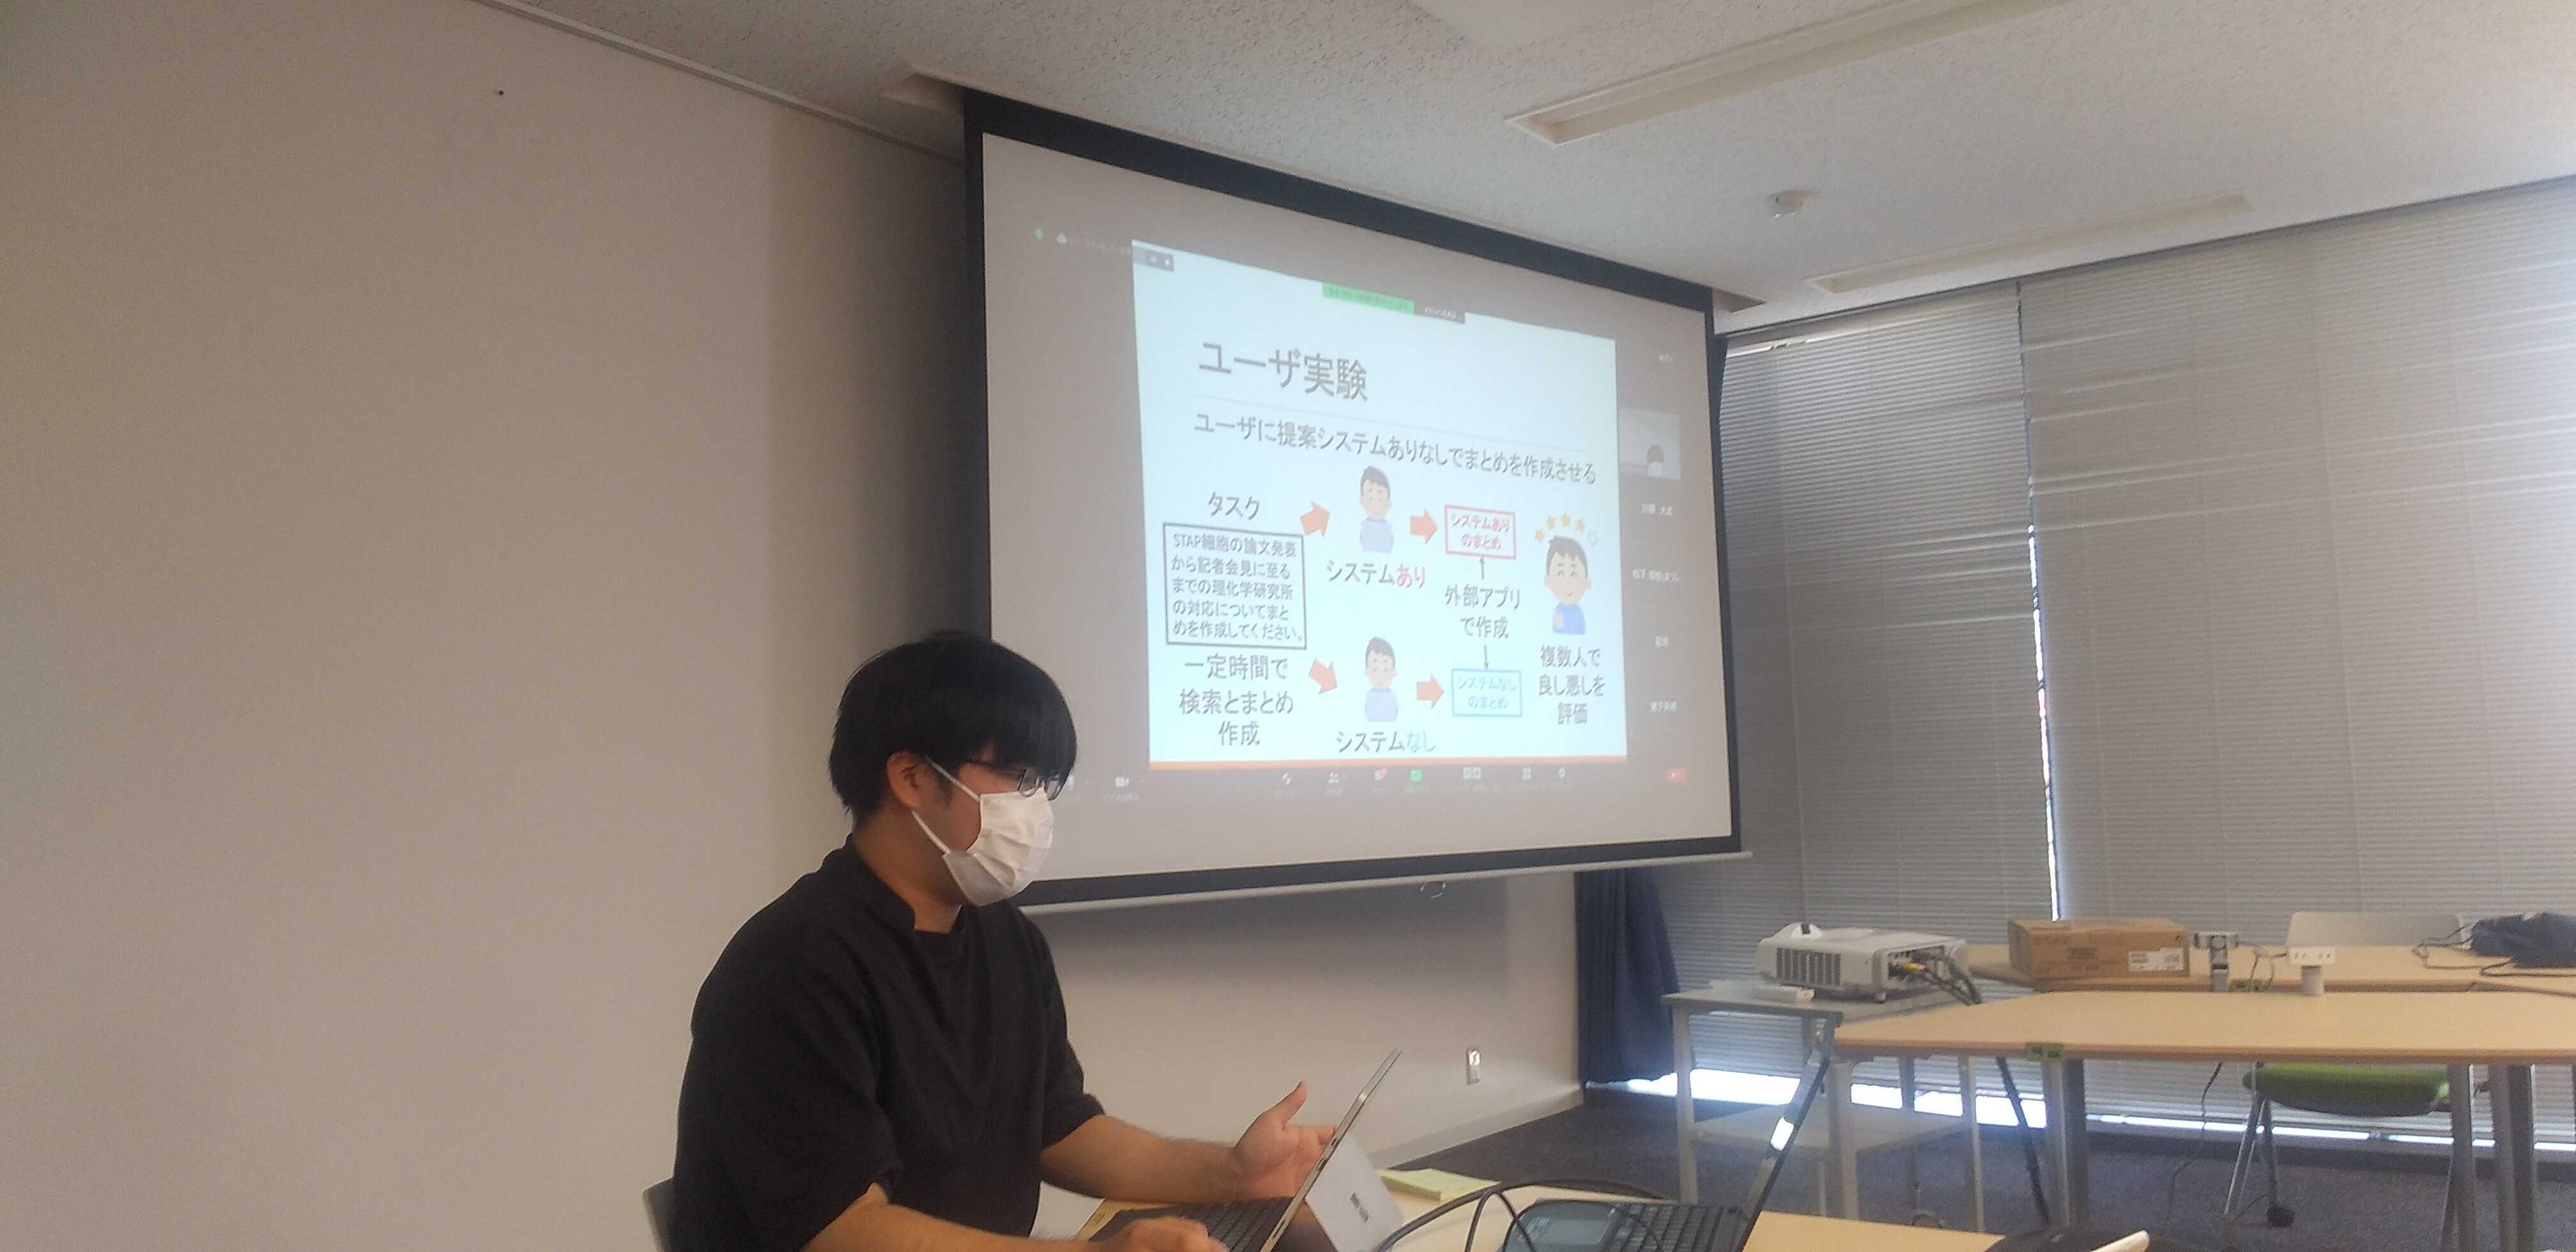 ユーザ実験
ユーザに提案システムありなしでまとめを作成させる
タスク
STAP細胞の論文発表
から記者会見に至る
までの理化学研究所
の対応についてまと
めを作成してください。
一定時間で
検索とまとめ
作成
システムあり
システムなし
システムあり
のまとめ
外部アプリ
で作成
システムなし
のまとめ
複数人で
良し悪しを
評価